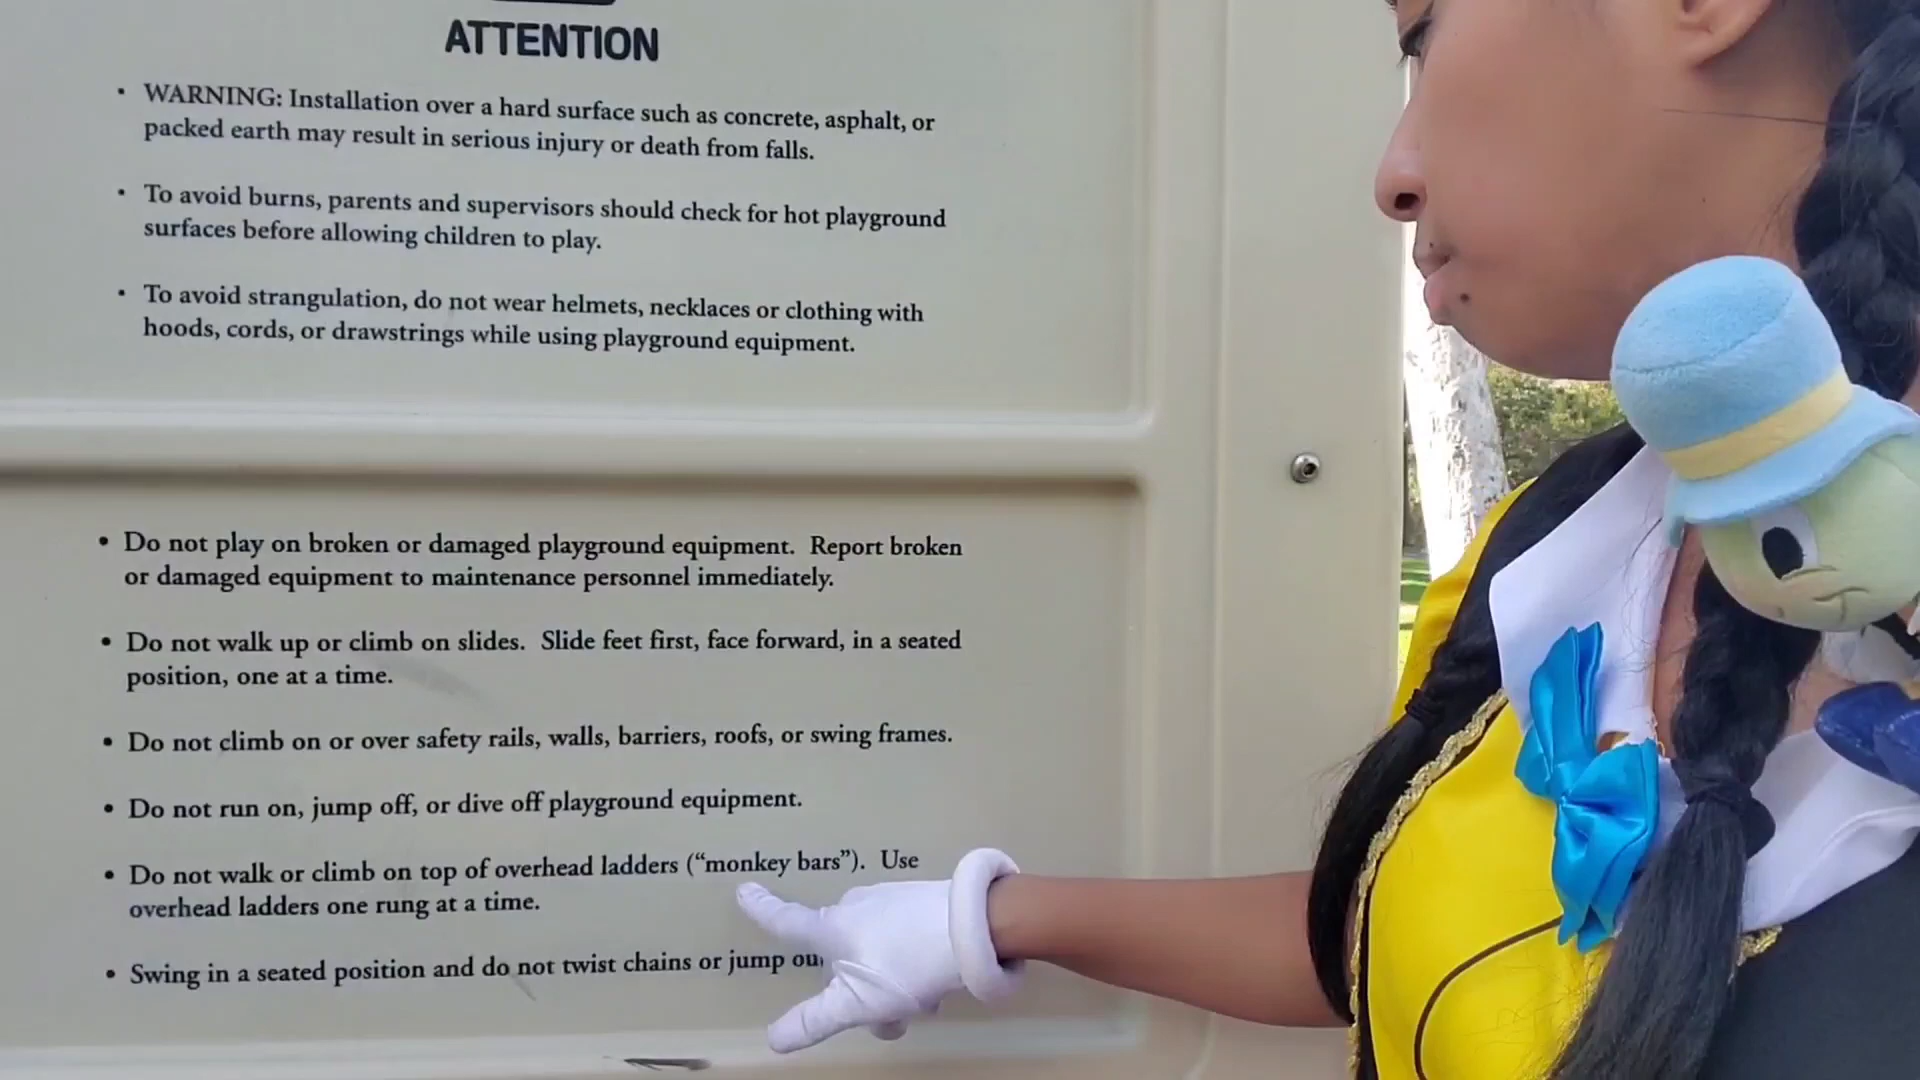 ATTENTION
• WARNING: Installation over a hard surface such as concrete, asphalt, or
packed earth may result in serious injury or death from falls.
• To avoid burns, parents and supervisors should check for hot playground
surfaces before allowing children to play.
• To avoid strangulation, do not wear helmets, necklaces or clothing with
hoods, cords, or drawstrings while using playground equipment.
• Do not play on broken or damaged playground equipment. Report broken
or damaged equipment to maintenance personnel immediately.
• Do not walk up or climb on slides. Slide feet first, face forward, in a seated
position, one at a time.
• Do not climb on or over safety rails, walls, barriers, roofs, or swing frames.
• Do not run on, jump off, or dive off playground equipment.
• Do not walk or climb on top of overhead ladders (“monkey bars”). Use
overhead ladders one rung at a time.
• Swing in a seated position and do not twist chains or jump